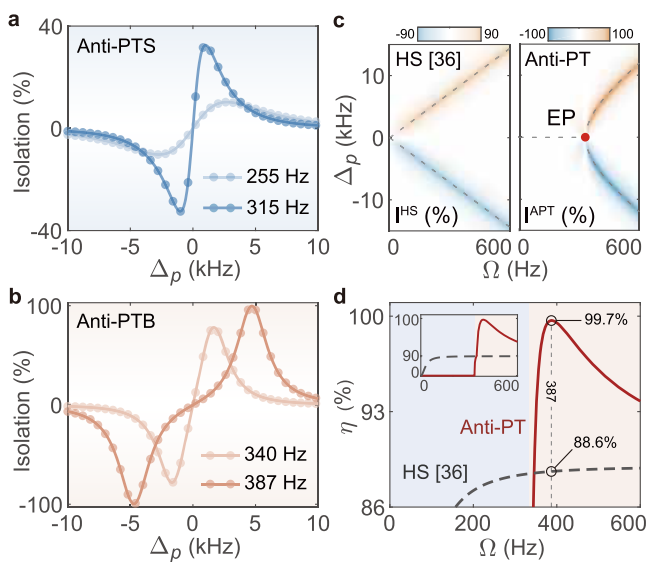 a
Anti-PTS
Isolation (%)
40
0
-40
255 Hz
315 Hz
-10 -5 0 5 10
Δp (kHz)
b
Anti-PTB
Isolation (%)
100
0
-100
340 Hz
387 Hz
-10 -5 0 5 10
Δp (kHz)
c
-90 90
-100 100
HS [36]
Anti-PT
Δp (kHz)
10
0
-10
EP
I^HS (%)
I^APT (%)
0 600
0 600
Ω (Hz)
d
η (%)
100
93
86
100
90
0
0 600
99.7%
387
Anti-PT
88.6%
HS [36]
0 200 400 600
Ω (Hz)